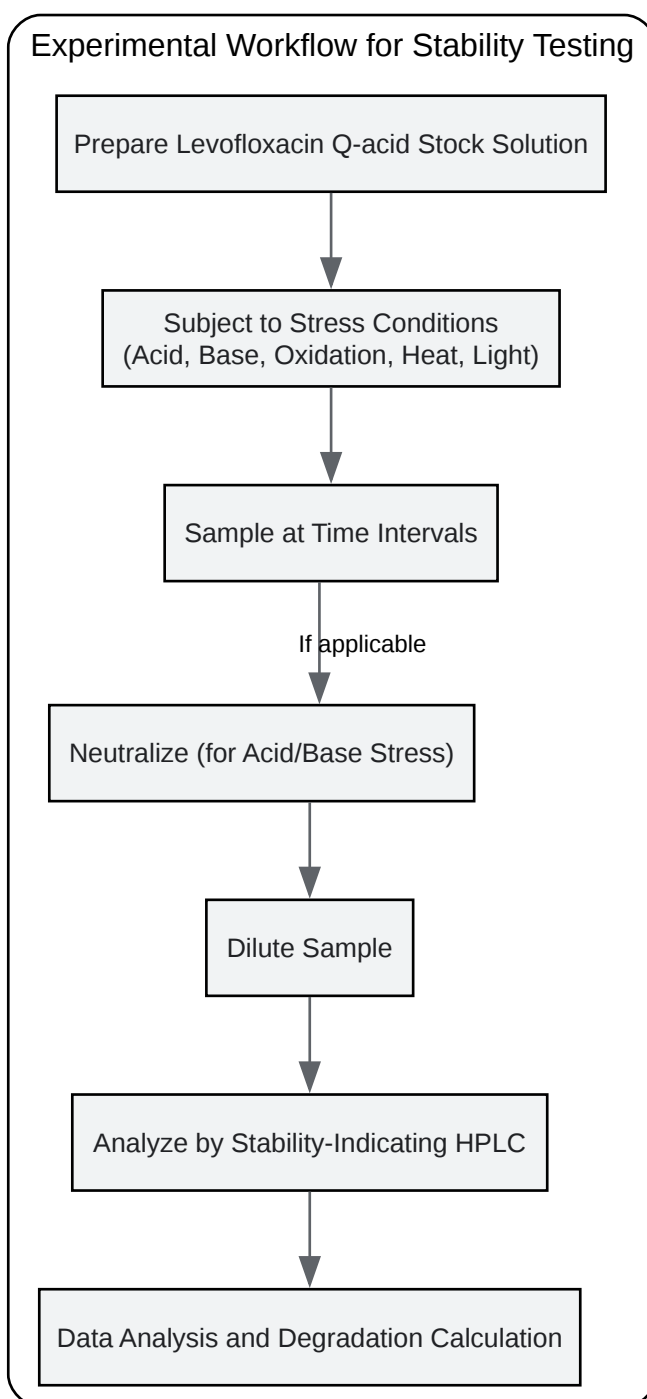 Experimental Workflow for Stability Testing
Prepare Levofloxacin Q-acid Stock Solution
Subject to Stress Conditions
(Acid, Base, Oxidation, Heat, Light)
Sample at Time Intervals
If applicable
Neutralize (for Acid/Base Stress)
Dilute Sample
Analyze by Stability-Indicating HPLC
Data Analysis and Degradation Calculation